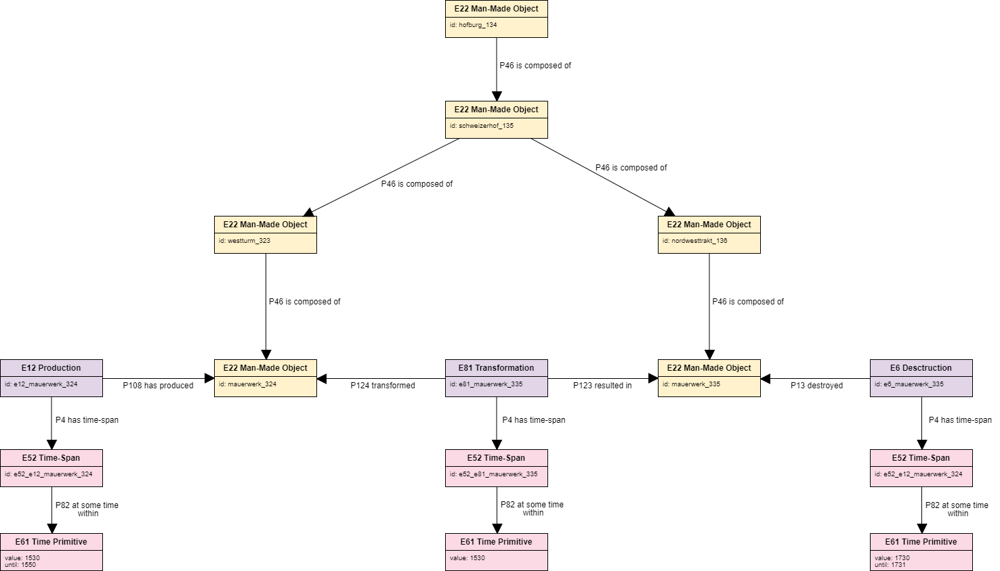 E22 Man-Made Object
id: hofburg_134
P46 is composed of
E22 Man-Made Object
id: schweizerhof_135
P46 is composed of
P46 is composed of
E22 Man-Made Object
id: westturm_323
E22 Man-Made Object
id: nordwesttrakt_136
P46 is composed of
P46 is composed of
E12 Production
id: e12_mauerwerk_324
P108 has produced
E22 Man-Made Object
id: mauerwerk_324
P124 transformed
E81 Transformation
id: e81_mauerwerk_335
P123 resulted in
E22 Man-Made Object
id: mauerwerk_335
P13 destroyed
E6 Desctruction
id: e6_mauerwerk_335
P4 has time-span
P4 has time-span
P4 has time-span
E52 Time-Span
id: e52_e12_mauerwerk_324
E52 Time-Span
id: e52_e81_mauerwerk_335
E52 Time-Span
id: e52_e12_mauerwerk_324
P82 at some time
within
P82 at some time
within
P82 at some time
within
E61 Time Primitive
value: 1530
until: 1550
E61 Time Primitive
value: 1530
E61 Time Primitive
value: 1730
until: 1731